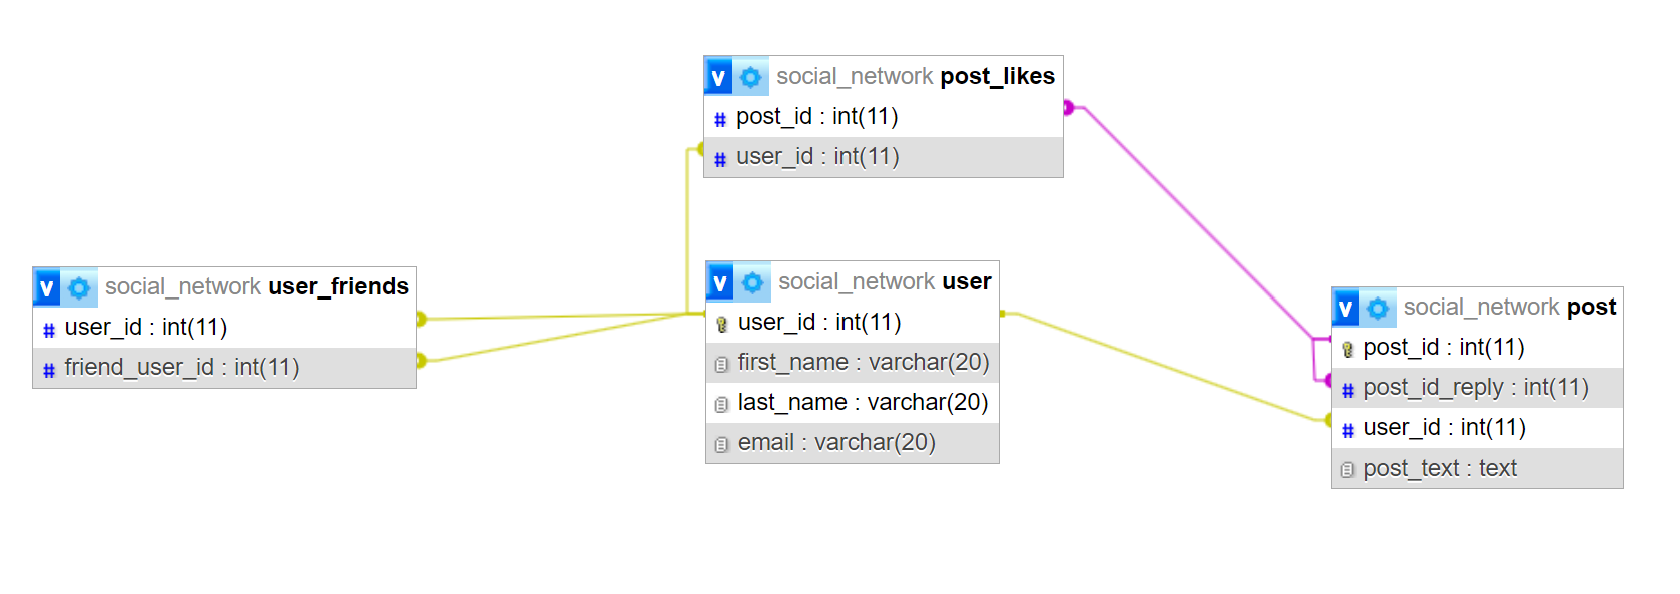 v social_network post_likes
# post_id : int(11)
# user_id : int(11)
v social_network user_friends
# user_id : int(11)
# friend_user_id : int(11)
v social_network user
user_id : int(11)
first_name : varchar(20)
last_name : varchar(20)
email : varchar(20)
v social_network post
post_id : int(11)
# post_id_reply : int(11)
# user_id : int(11)
post_text : text